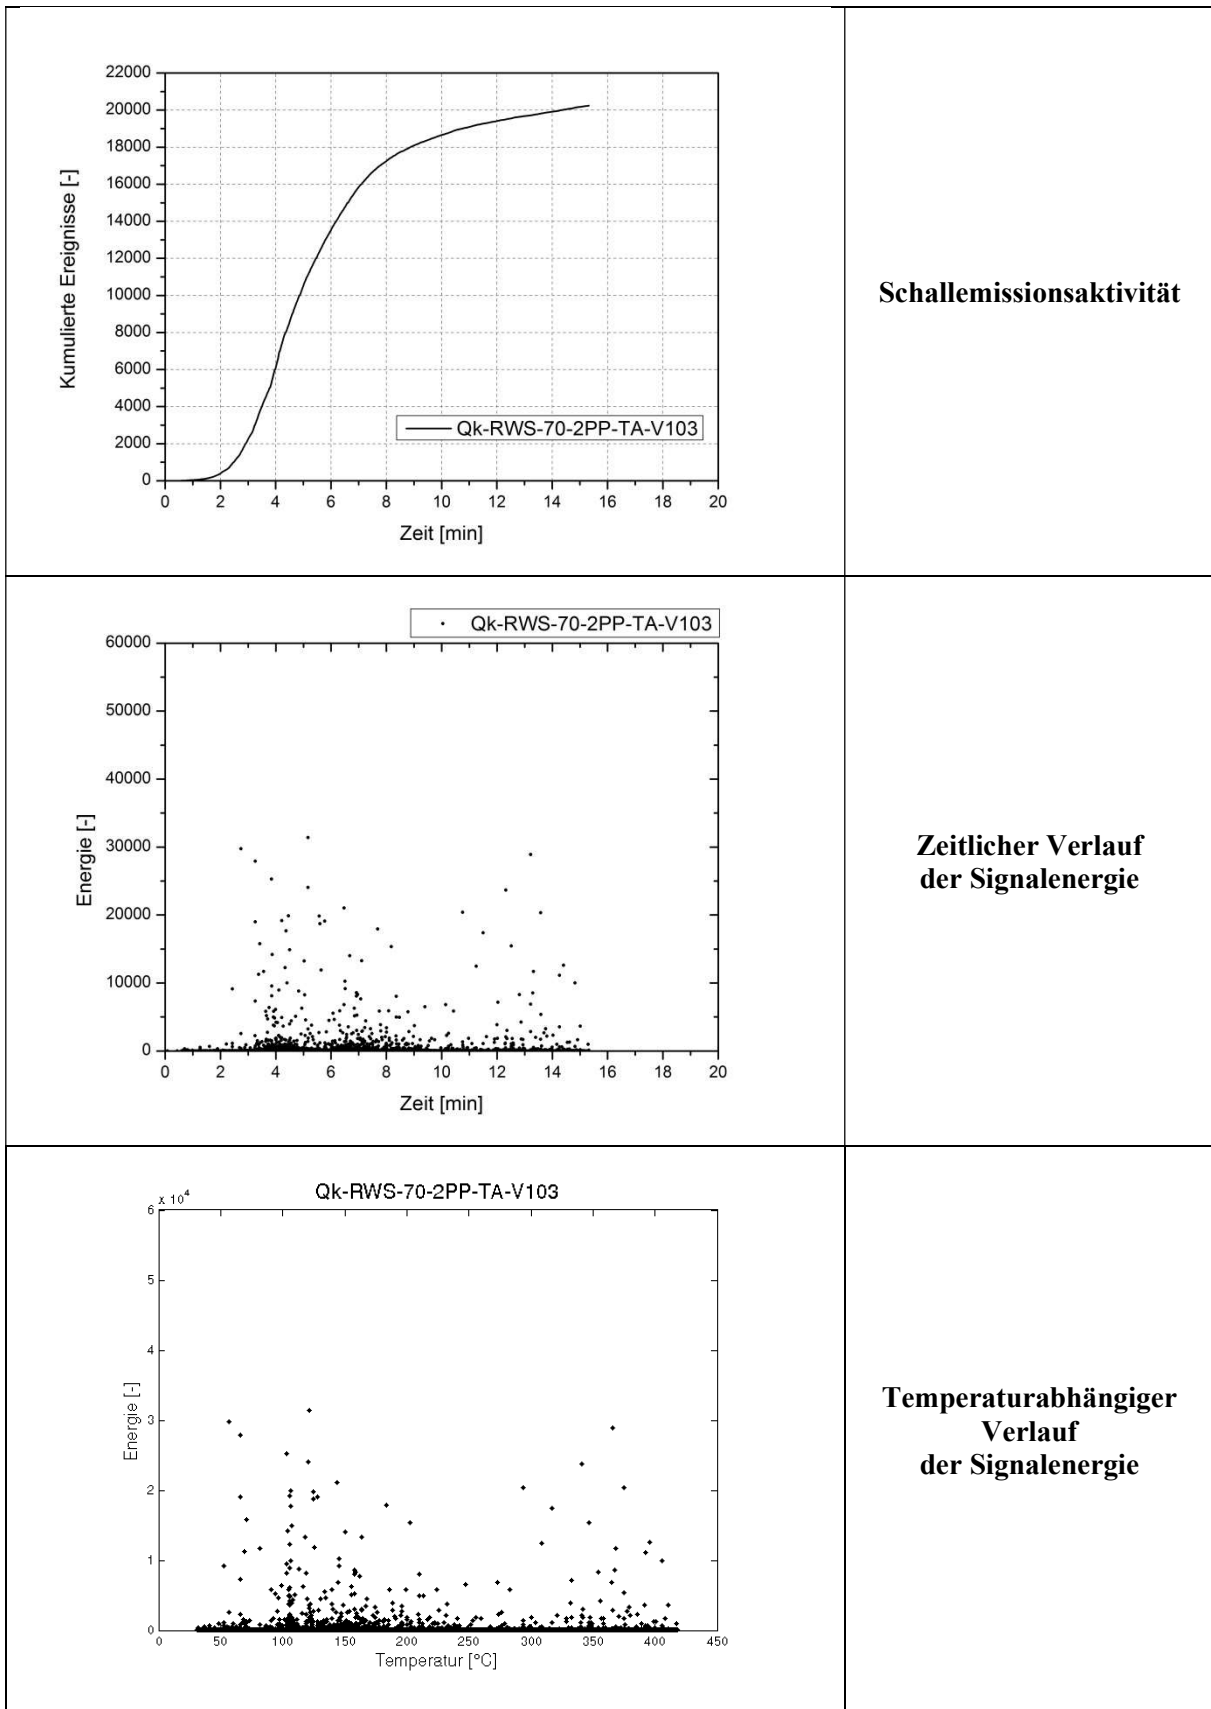 22000
20000
18000
16000
14000
12000
10000
8000
6000
4000
2000
0
Kumulierte Ereignisse [-]
Qk-RWS-70-2PP-TA-V103
0 2 4 6 8 10 12 14 16 18 20
Zeit [min]
Schallemissionsaktivität
Qk-RWS-70-2PP-TA-V103
60000
50000
40000
30000
20000
10000
0
Energie [-]
0 2 4 6 8 10 12 14 16 18 20
Zeit [min]
Zeitlicher Verlauf
der Signalenergie
Qk-RWS-70-2PP-TA-V103
x 10^4
6
5
4
3
2
1
0
Energie [-]
0 50 100 150 200 250 300 350 400 450
Temperatur [°C]
Temperaturabhängiger
Verlauf
der Signalenergie